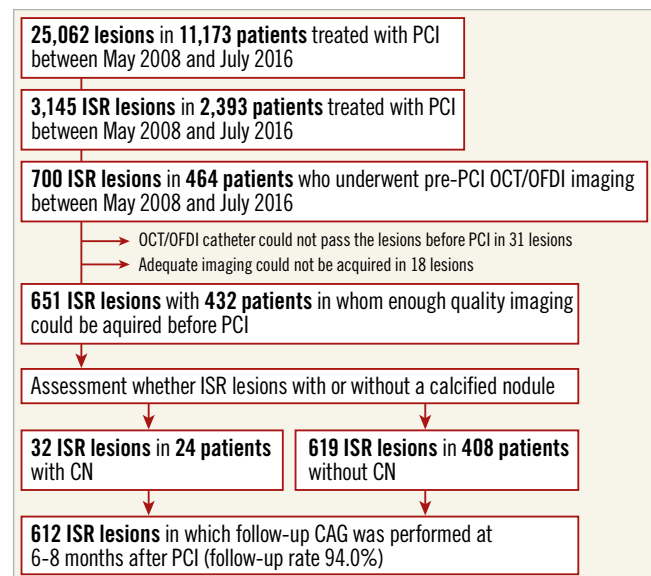 25,062 lesions in 11,173 patients treated with PCI
between May 2008 and July 2016
3,145 ISR lesions in 2,393 patients treated with PCI
between May 2008 and July 2016
700 ISR lesions in 464 patients who underwent pre-PCI OCT/OFDI imaging
between May 2008 and July 2016
OCT/OFDI catheter could not pass the lesions before PCI in 31 lesions
Adequate imaging could not be acquired in 18 lesions
651 ISR lesions with 432 patients in whom enough quality imaging
could be aquired before PCI
Assessment whether ISR lesions with or without a calcified nodule
32 ISR lesions in 24 patients
with CN
619 ISR lesions in 408 patients
without CN
612 ISR lesions in which follow-up CAG was performed at
6-8 months after PCI (follow-up rate 94.0%)